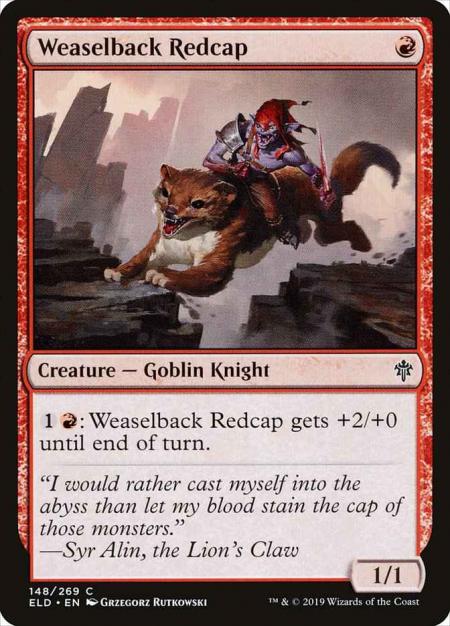 Weaselback Redcap
Creature — Goblin Knight
1 : Weaselback Redcap gets +2/+0
until end of turn.
“I would rather cast myself into the
abyss than let my blood stain the cap of
those monsters.”
—Syr Alin, the Lion’s Claw
1/1
148/269 C
ELD • EN Grzegorz Rutkowski
™ & © 2019 Wizards of the Coast